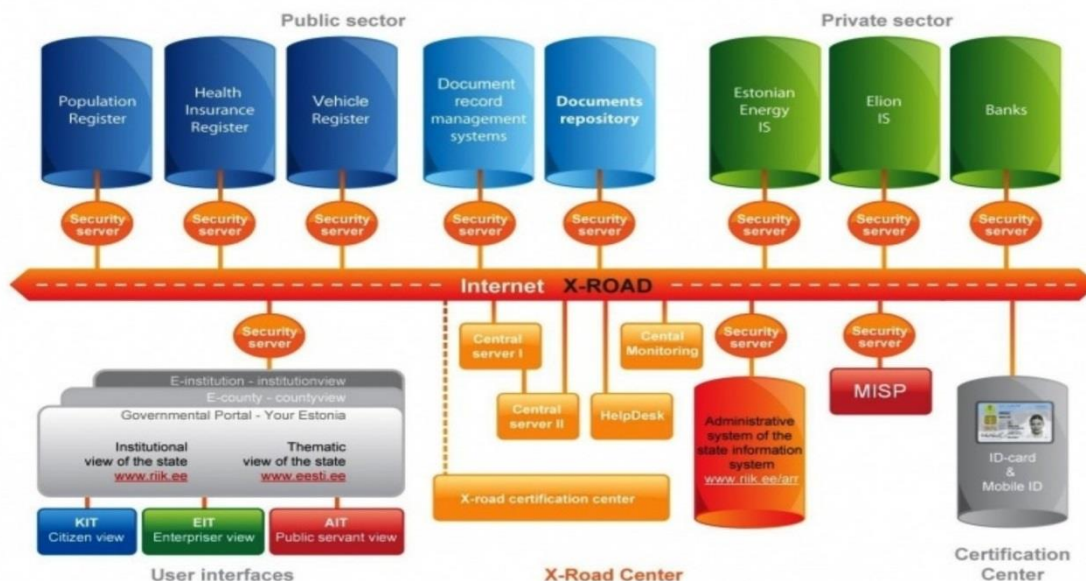 Public sector
Private sector
Population
Register
Health
Insurance
Register
Vehicle
Register
Document
record
management
systems
Documents
repository
Estonian
Energy
IS
Elion
IS
Banks
Security
server
Security
server
Security
server
Security
server
Security
server
Security
server
Security
server
Security
server
Internet X-ROAD
Security
server
Central
server I
Cental
Monitoring
Security
server
Security
server
E-institution - institutionview
E-county - countyview
Governmental Portal - Your Estonia
Institutional
view of the state
www.riik.ee
Thematic
view of the state
www.eesti.ee
Central
server II
HelpDesk
Administrative
system of the
state information
system
www.riik.ee/arr
MISP
ID-card
&
Mobile ID
X-road certification center
KIT
Citizen view
EIT
Enterpriser view
AIT
Public servant view
User interfaces
X-Road Center
Certification
Center